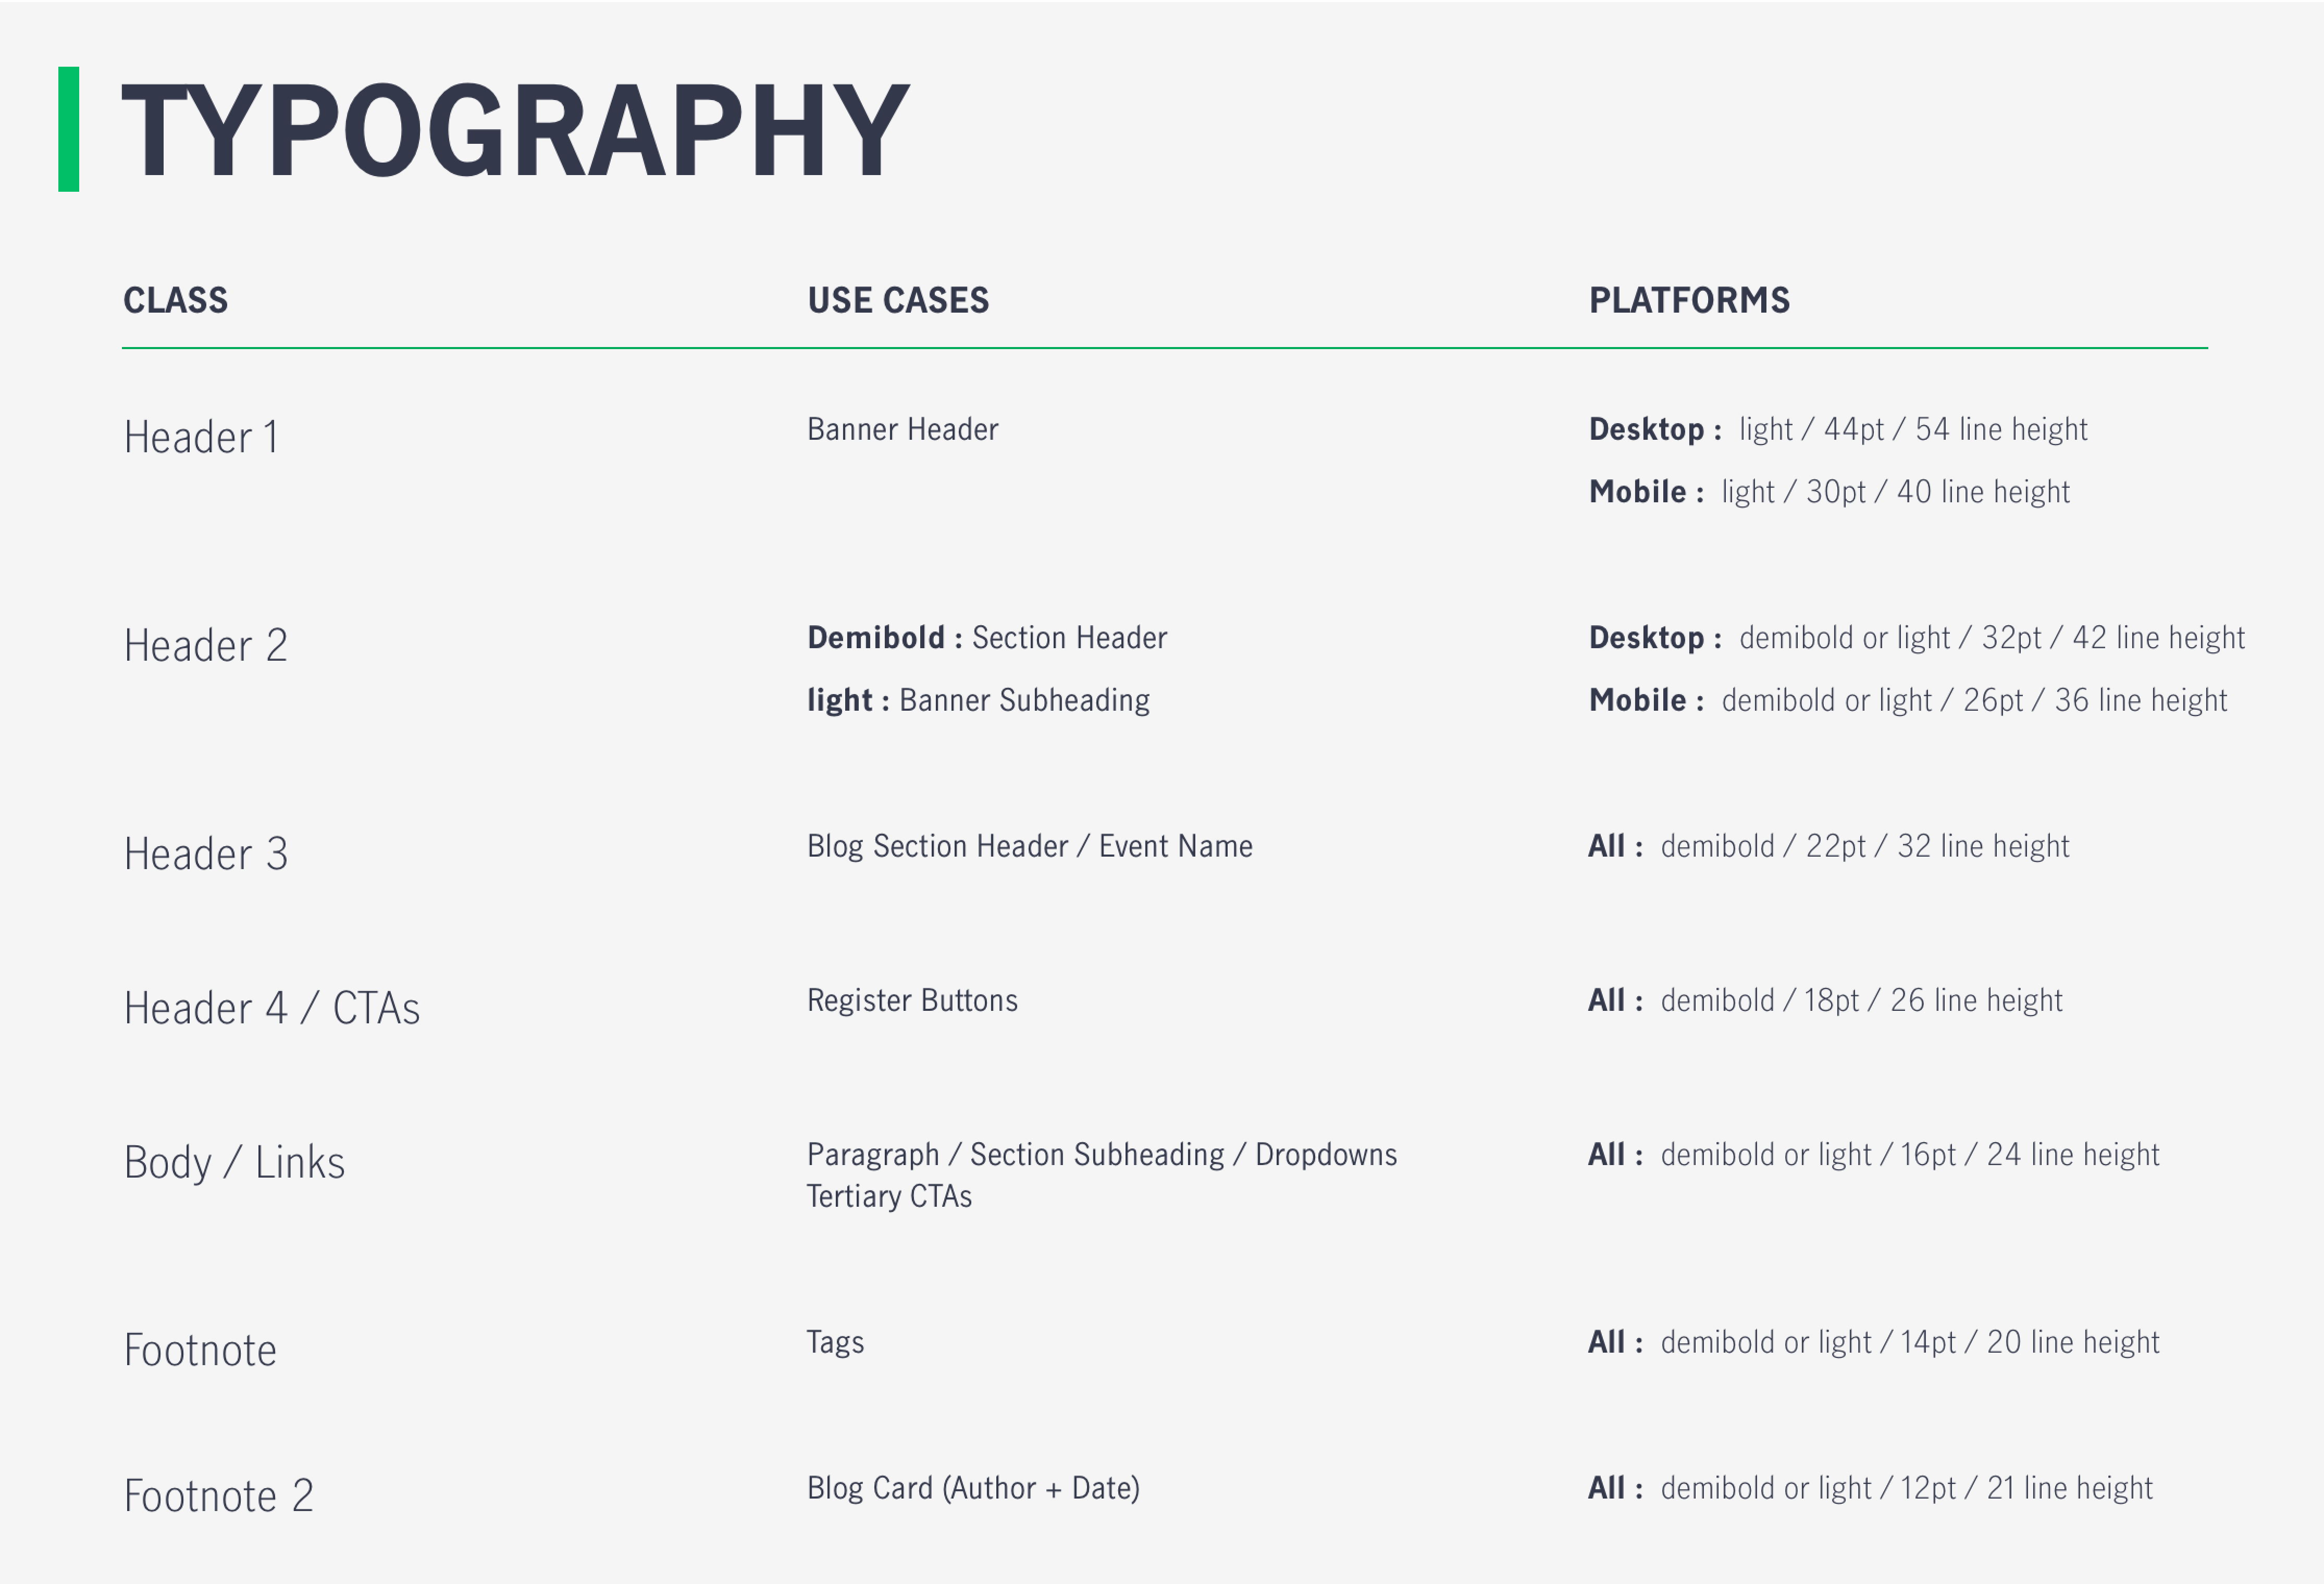 TYPOGRAPHY
CLASS USE CASES PLATFORMS
Header 1 Banner Header Desktop : light / 44pt / 54 line height
Mobile : light / 30pt / 40 line height
Header 2 Demibold : Section Header Desktop : demibold or light / 32pt / 42 line height
light : Banner Subheading Mobile : demibold or light / 26pt / 36 line height
Header 3 Blog Section Header / Event Name All : demibold / 22pt / 32 line height
Header 4 / CTAs Register Buttons All : demibold / 18pt / 26 line height
Body / Links Paragraph / Section Subheading / Dropdowns All : demibold or light / 16pt / 24 line height
Tertiary CTAs
Footnote Tags All : demibold or light / 14pt / 20 line height
Footnote 2 Blog Card (Author + Date) All : demibold or light / 12pt / 21 line height